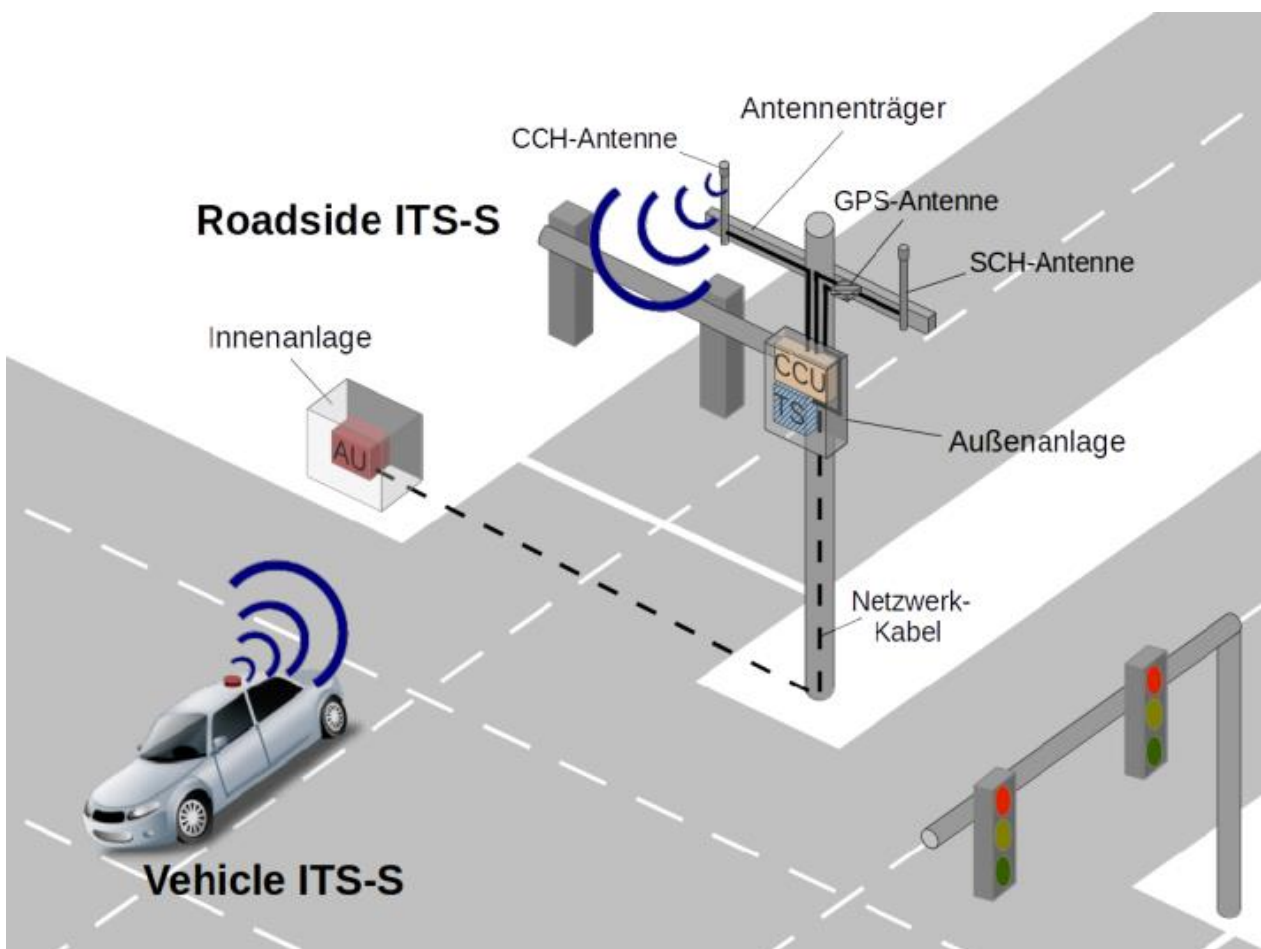 Antennenträger
CCH-Antenne
GPS-Antenne
Roadside ITS-S
SCH-Antenne
Innenanlage
CCU
TS
AU
Außenanlage
Netzwerk-
Kabel
Vehicle ITS-S